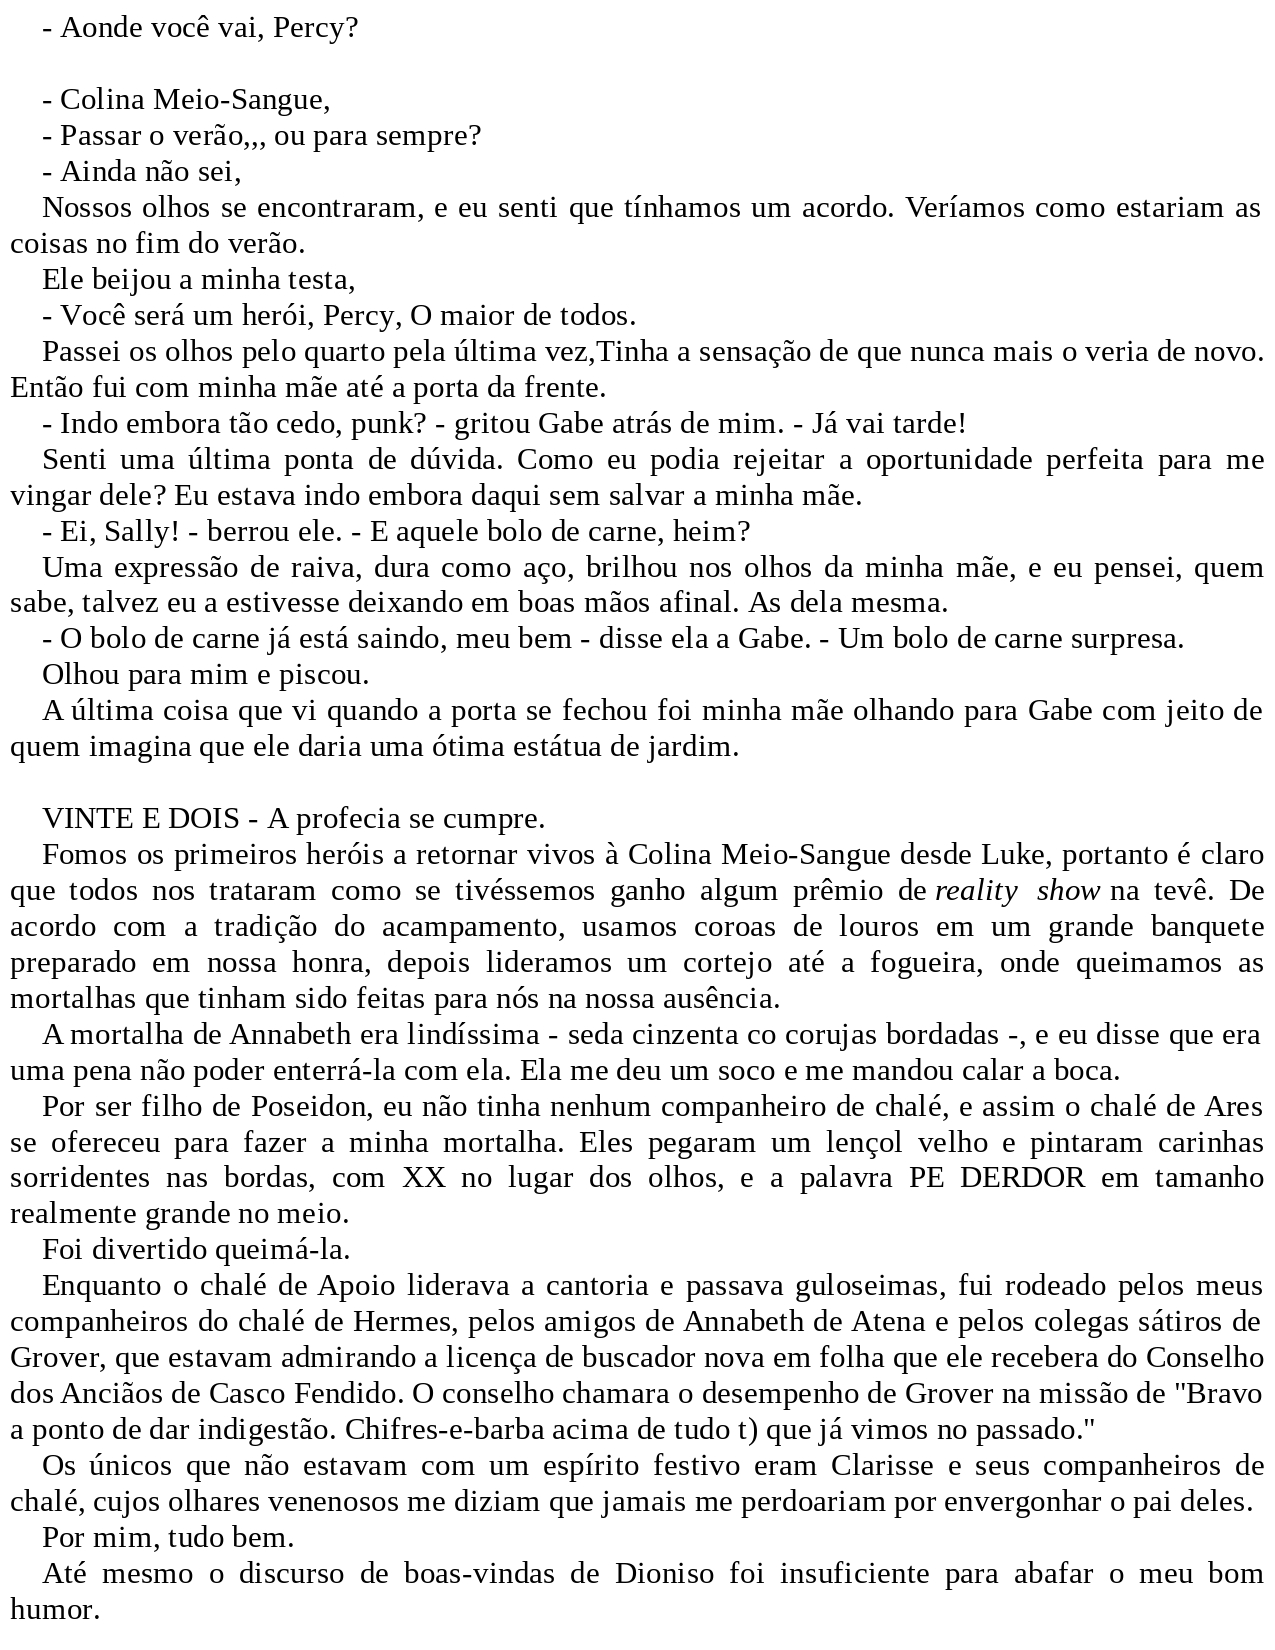 - Aonde você vai, Percy?
- Colina Meio-Sangue,
- Passar o verão,,, ou para sempre?
- Ainda não sei,
Nossos olhos se encontraram, e eu senti que tínhamos um acordo. Veríamos como estariam as
coisas no fim do verão.
Ele beijou a minha testa,
- Você será um herói, Percy, O maior de todos.
Passei os olhos pelo quarto pela última vez,Tinha a sensação de que nunca mais o veria de novo.
Então fui com minha mãe até a porta da frente.
- Indo embora tão cedo, punk? - gritou Gabe atrás de mim. - Já vai tarde!
Senti uma última ponta de dúvida. Como eu podia rejeitar a oportunidade perfeita para me
vingar dele? Eu estava indo embora daqui sem salvar a minha mãe.
- Ei, Sally! - berrou ele. - E aquele bolo de carne, heim?
Uma expressão de raiva, dura como aço, brilhou nos olhos da minha mãe, e eu pensei, quem
sabe, talvez eu a estivesse deixando em boas mãos afinal. As dela mesma.
- O bolo de carne já está saindo, meu bem - disse ela a Gabe. - Um bolo de carne surpresa.
Olhou para mim e piscou.
A última coisa que vi quando a porta se fechou foi minha mãe olhando para Gabe com jeito de
quem imagina que ele daria uma ótima estátua de jardim.
VINTE E DOIS - A profecia se cumpre.
Fomos os primeiros heróis a retornar vivos à Colina Meio-Sangue desde Luke, portanto é claro
que todos nos trataram como se tivéssemos ganho algum prêmio de reality show na tevê. De
acordo com a tradição do acampamento, usamos coroas de louros em um grande banquete
preparado em nossa honra, depois lideramos um cortejo até a fogueira, onde queimamos as
mortalhas que tinham sido feitas para nós na nossa ausência.
A mortalha de Annabeth era lindíssima - seda cinzenta co corujas bordadas -, e eu disse que era
uma pena não poder enterrá-la com ela. Ela me deu um soco e me mandou calar a boca.
Por ser filho de Poseidon, eu não tinha nenhum companheiro de chalé, e assim o chalé de Ares
se ofereceu para fazer a minha mortalha. Eles pegaram um lençol velho e pintaram carinhas
sorridentes nas bordas, com XX no lugar dos olhos, e a palavra PE DERDOR em tamanho
realmente grande no meio.
Foi divertido queimá-la.
Enquanto o chalé de Apoio liderava a cantoria e passava guloseimas, fui rodeado pelos meus
companheiros do chalé de Hermes, pelos amigos de Annabeth de Atena e pelos colegas sátiros de
Grover, que estavam admirando a licença de buscador nova em folha que ele recebera do Conselho
dos Anciãos de Casco Fendido. O conselho chamara o desempenho de Grover na missão de "Bravo
a ponto de dar indigestão. Chifres-e-barba acima de tudo t) que já vimos no passado."
Os únicos que não estavam com um espírito festivo eram Clarisse e seus companheiros de
chalé, cujos olhares venenosos me diziam que jamais me perdoariam por envergonhar o pai deles.
Por mim, tudo bem.
Até mesmo o discurso de boas-vindas de Dioniso foi insuficiente para abafar o meu bom
humor.